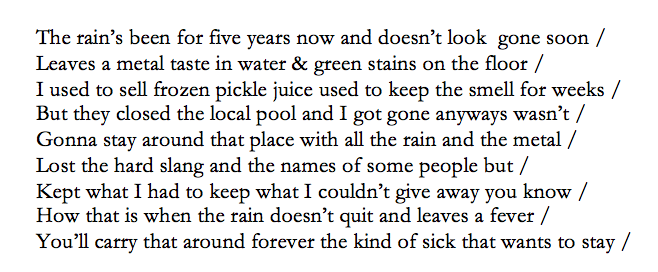 The rain’s been for five years now and doesn’t look  gone soon /
Leaves a metal taste in water & green stains on the floor /
I used to sell frozen pickle juice used to keep the smell for weeks /
But they closed the local pool and I got gone anyways wasn’t /
Gonna stay around that place with all the rain and the metal /
Lost the hard slang and the names of some people but /
Kept what I had to keep what I couldn’t give away you know /
How that is when the rain doesn’t quit and leaves a fever /
You’ll carry that around forever the kind of sick that wants to stay /